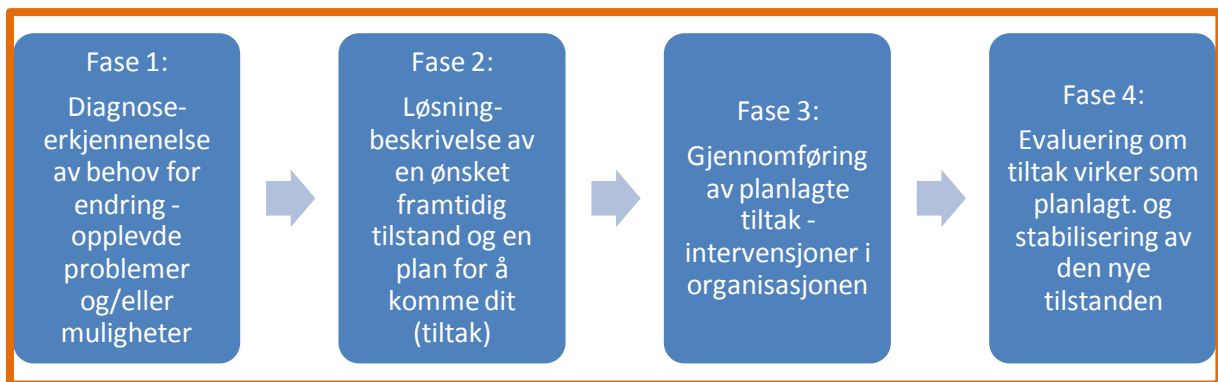 Fase 1:
Diagnose-
erkjennenelse
av behov for
endring -
opplevde
problemer
og/eller
muligheter
Fase 2:
Løsning-
beskrivelse av
en ønsket
framtidig
tilstand og en
plan for å
komme dit
(tiltak)
Fase 3:
Gjennomføring
av planlagte
tiltak -
intervensjoner i
organisasjonen
Fase 4:
Evaluering om
tiltak virker som
planlagt. og
stabilisering av
den nye
tilstanden